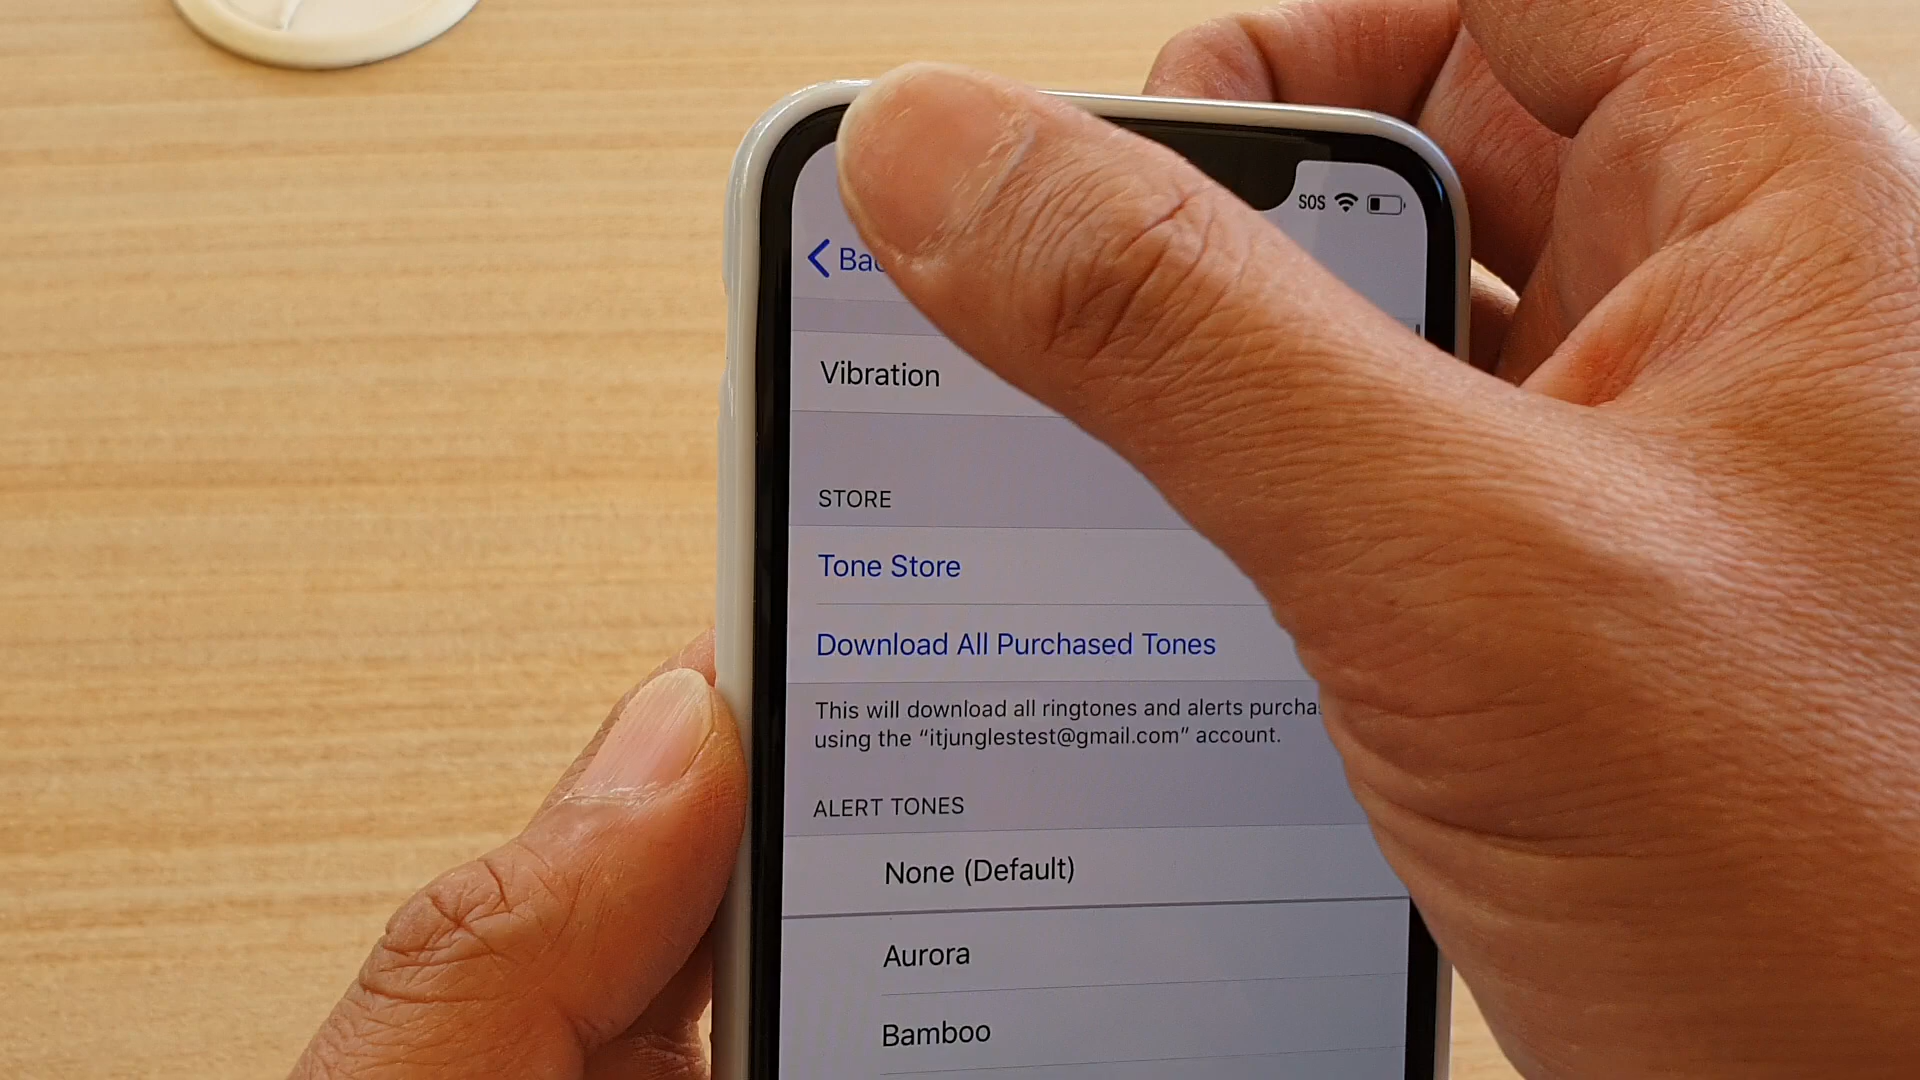 SOS
Vibration
STORE
Tone Store
Download All Purchased Tones
This will download all ringtones and alerts
using the “itjunglestest@gmail.com” account.
ALERT TONES
None (Default)
Aurora
Bamboo